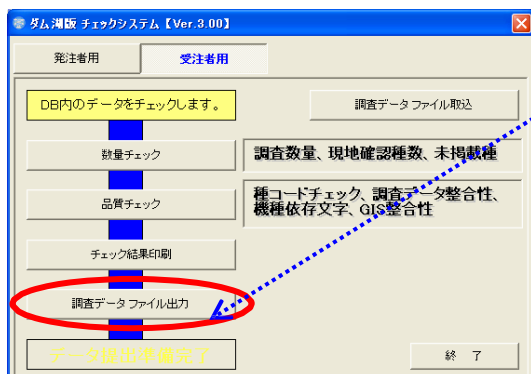 ダム湖版 チェックシステム【Ver.3.00】
発注者用
受注者用
DB内のデータをチェックします。
調査データ ファイル取込
数量チェック
調査数量、現地確認種数、未掲載種
品質チェック
種コードチェック、調査データ整合性、
機種依存文字、GIS整合性
チェック結果印刷
調査データ ファイル出力
データ提出準備完了
終 了